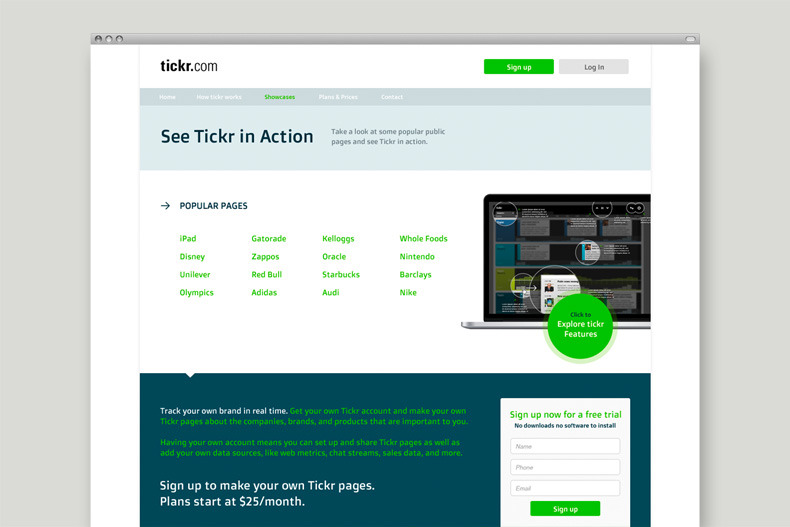 tickr.com
Sign up
Log In
Home
How tickr works
Showcases
Plans & Prices
Contact
See Tickr in Action
Take a look at some popular public
pages and see Tickr in action.
POPULAR PAGES
iPad
Gatorade
Kelloggs
Whole Foods
Disney
Zappos
Oracle
Nintendo
Unilever
Red Bull
Starbucks
Barclays
Olympics
Adidas
Audi
Nike
Click to
Explore tickr
Features
Track your own brand in real time. Get your own Tickr account and make your own
Tickr pages about the companies, brands, and products that are important to you.
Having your own account means you can set up and share Tickr pages as well as
add your own data sources, like web metrics, chat streams, sales data, and more.
Sign up to make your own Tickr pages.
Plans start at $25/month.
Sign up now for a free trial
No downloads no software to install
Name
Phone
Email
Sign up